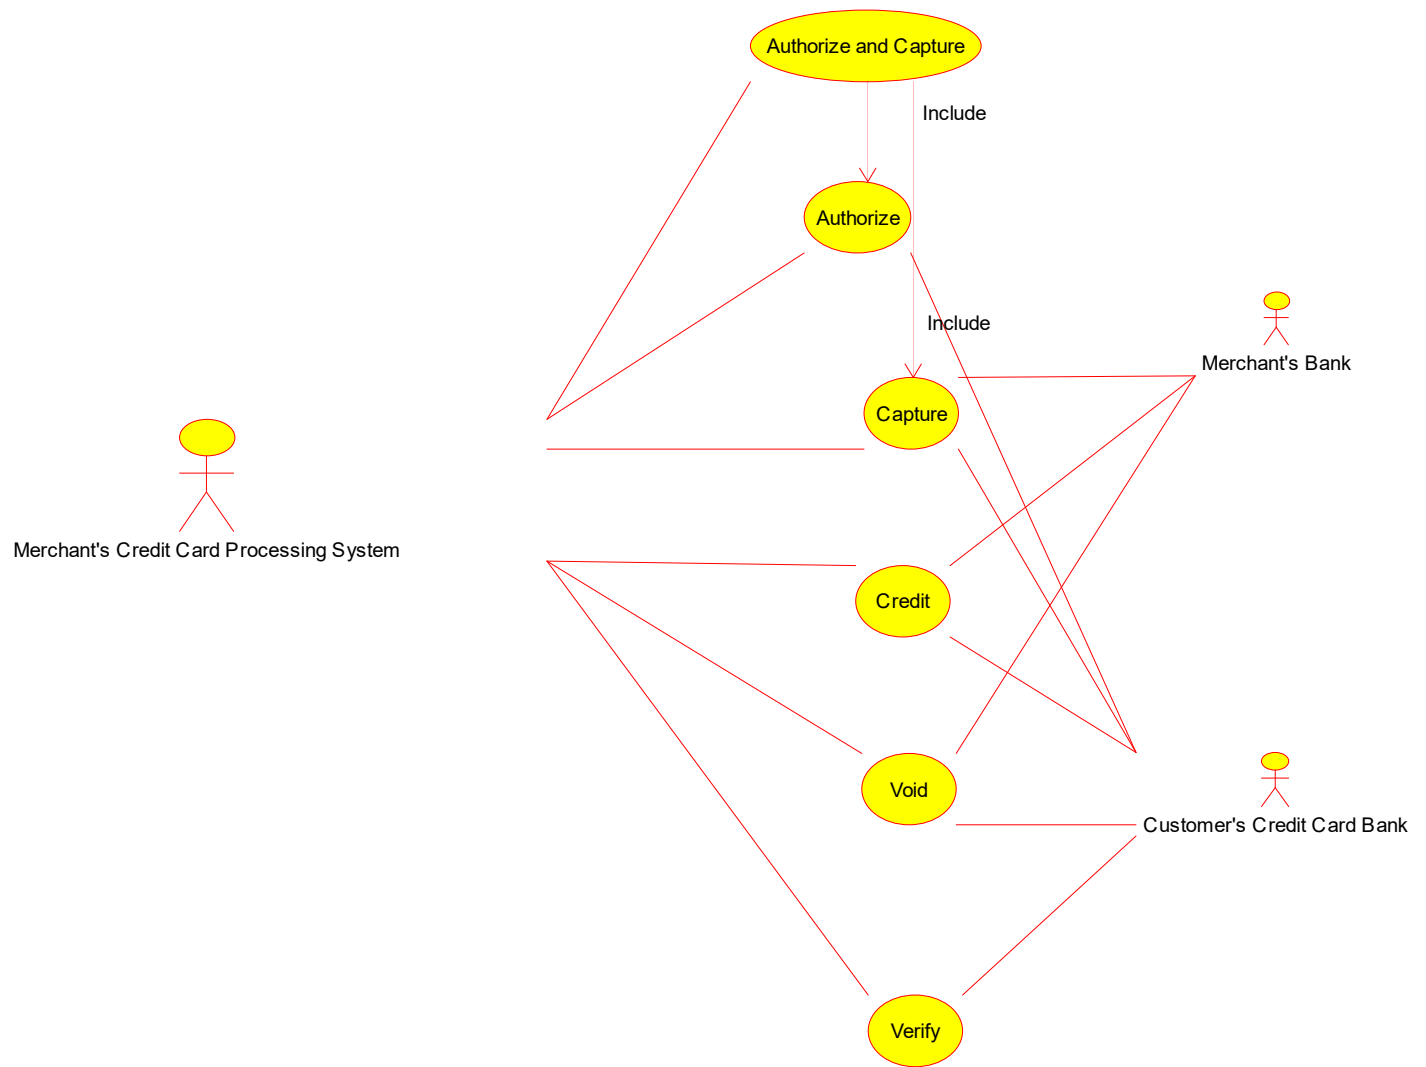 Authorize and Capture
Include
Authorize
Include
Merchant's Bank
Capture
Merchant's Credit Card Processing System
Credit
Void
Customer's Credit Card Bank
Verify